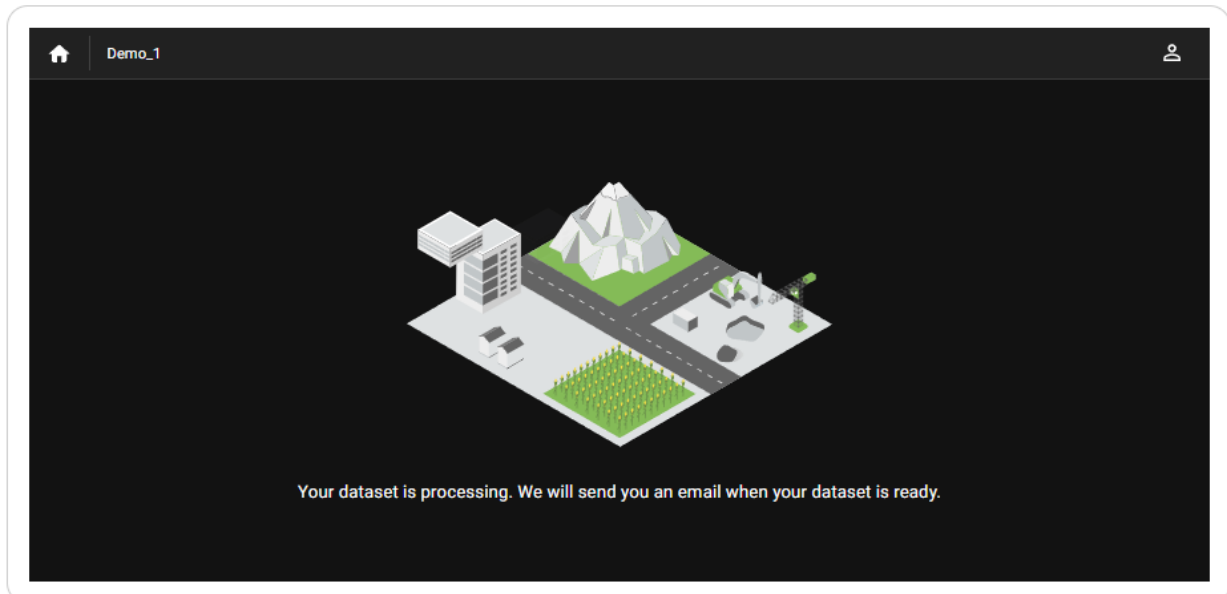 Demo_1
Your dataset is processing. We will send you an email when your dataset is ready.